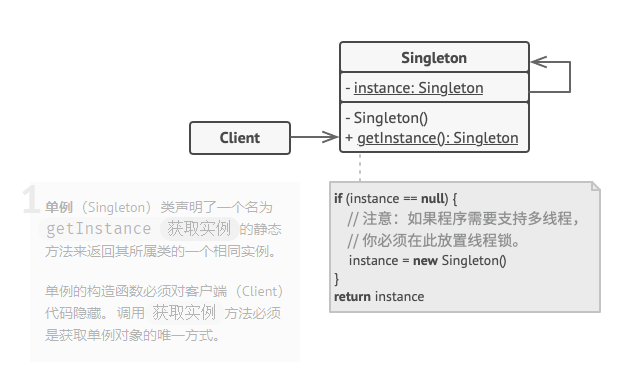 Singleton
- instance: Singleton
- Singleton()
+ getInstance(): Singleton
Client
1
单例（Singleton）类声明了一个名为
getInstance 获取实例 的静态
方法来返回其所属类的一个相同实例。
单例的构造函数必须对客户端（Client）
代码隐藏。 调用 获取实例 方法必须
是获取单例对象的唯一方式。
if (instance == null) {
// 注意：如果程序需要支持多线程，
// 你必须在此放置线程锁。
instance = new Singleton()
}
return instance